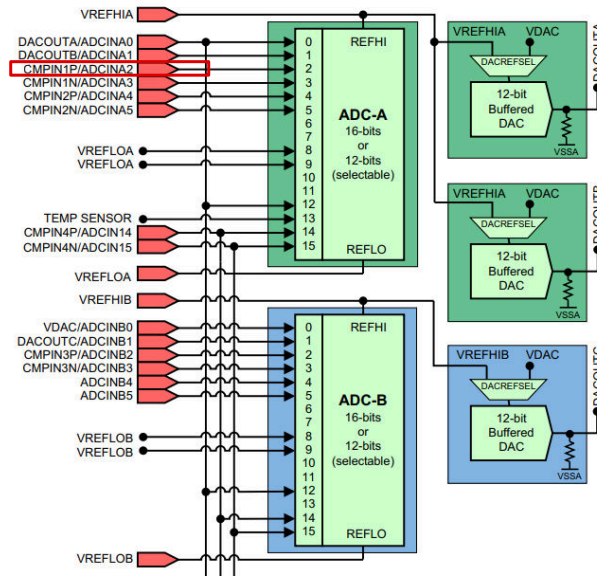 VREFHIA
DACOUTA/ADCINA0
DACOUTB/ADCINA1
CMPIN1P/ADCINA2
CMPIN1N/ADCINA3
CMPIN2P/ADCINA4
CMPIN2N/ADCINA5
VREFLOA
VREFLOA
TEMP SENSOR
CMPIN4P/ADCIN14
CMPIN4N/ADCIN15
VREFLOA
0
1
2
3
4
5
6
7
8
9
10
11
12
13
14
15
REFHI
ADC-A
16-bits
or
12-bits
(selectable)
REFLO
VREFHIA VDAC
DACREFSEL
12-bit
Buffered
DAC
VSSA
DACOUTA
VREFHIA VDAC
DACREFSEL
12-bit
Buffered
DAC
VSSA
DACOUTB
VREFHIB
VDAC/ADCINB0
DACOUTC/ADCINB1
CMPIN3P/ADCINB2
CMPIN3N/ADCINB3
ADCINB4
ADCINB5
VREFLOB
VREFLOB
VREFLOB
0
1
2
3
4
5
6
7
8
9
10
11
12
13
14
15
REFHI
ADC-B
16-bits
or
12-bits
(selectable)
REFLO
VREFHIB VDAC
DACREFSEL
12-bit
Buffered
DAC
VSSA